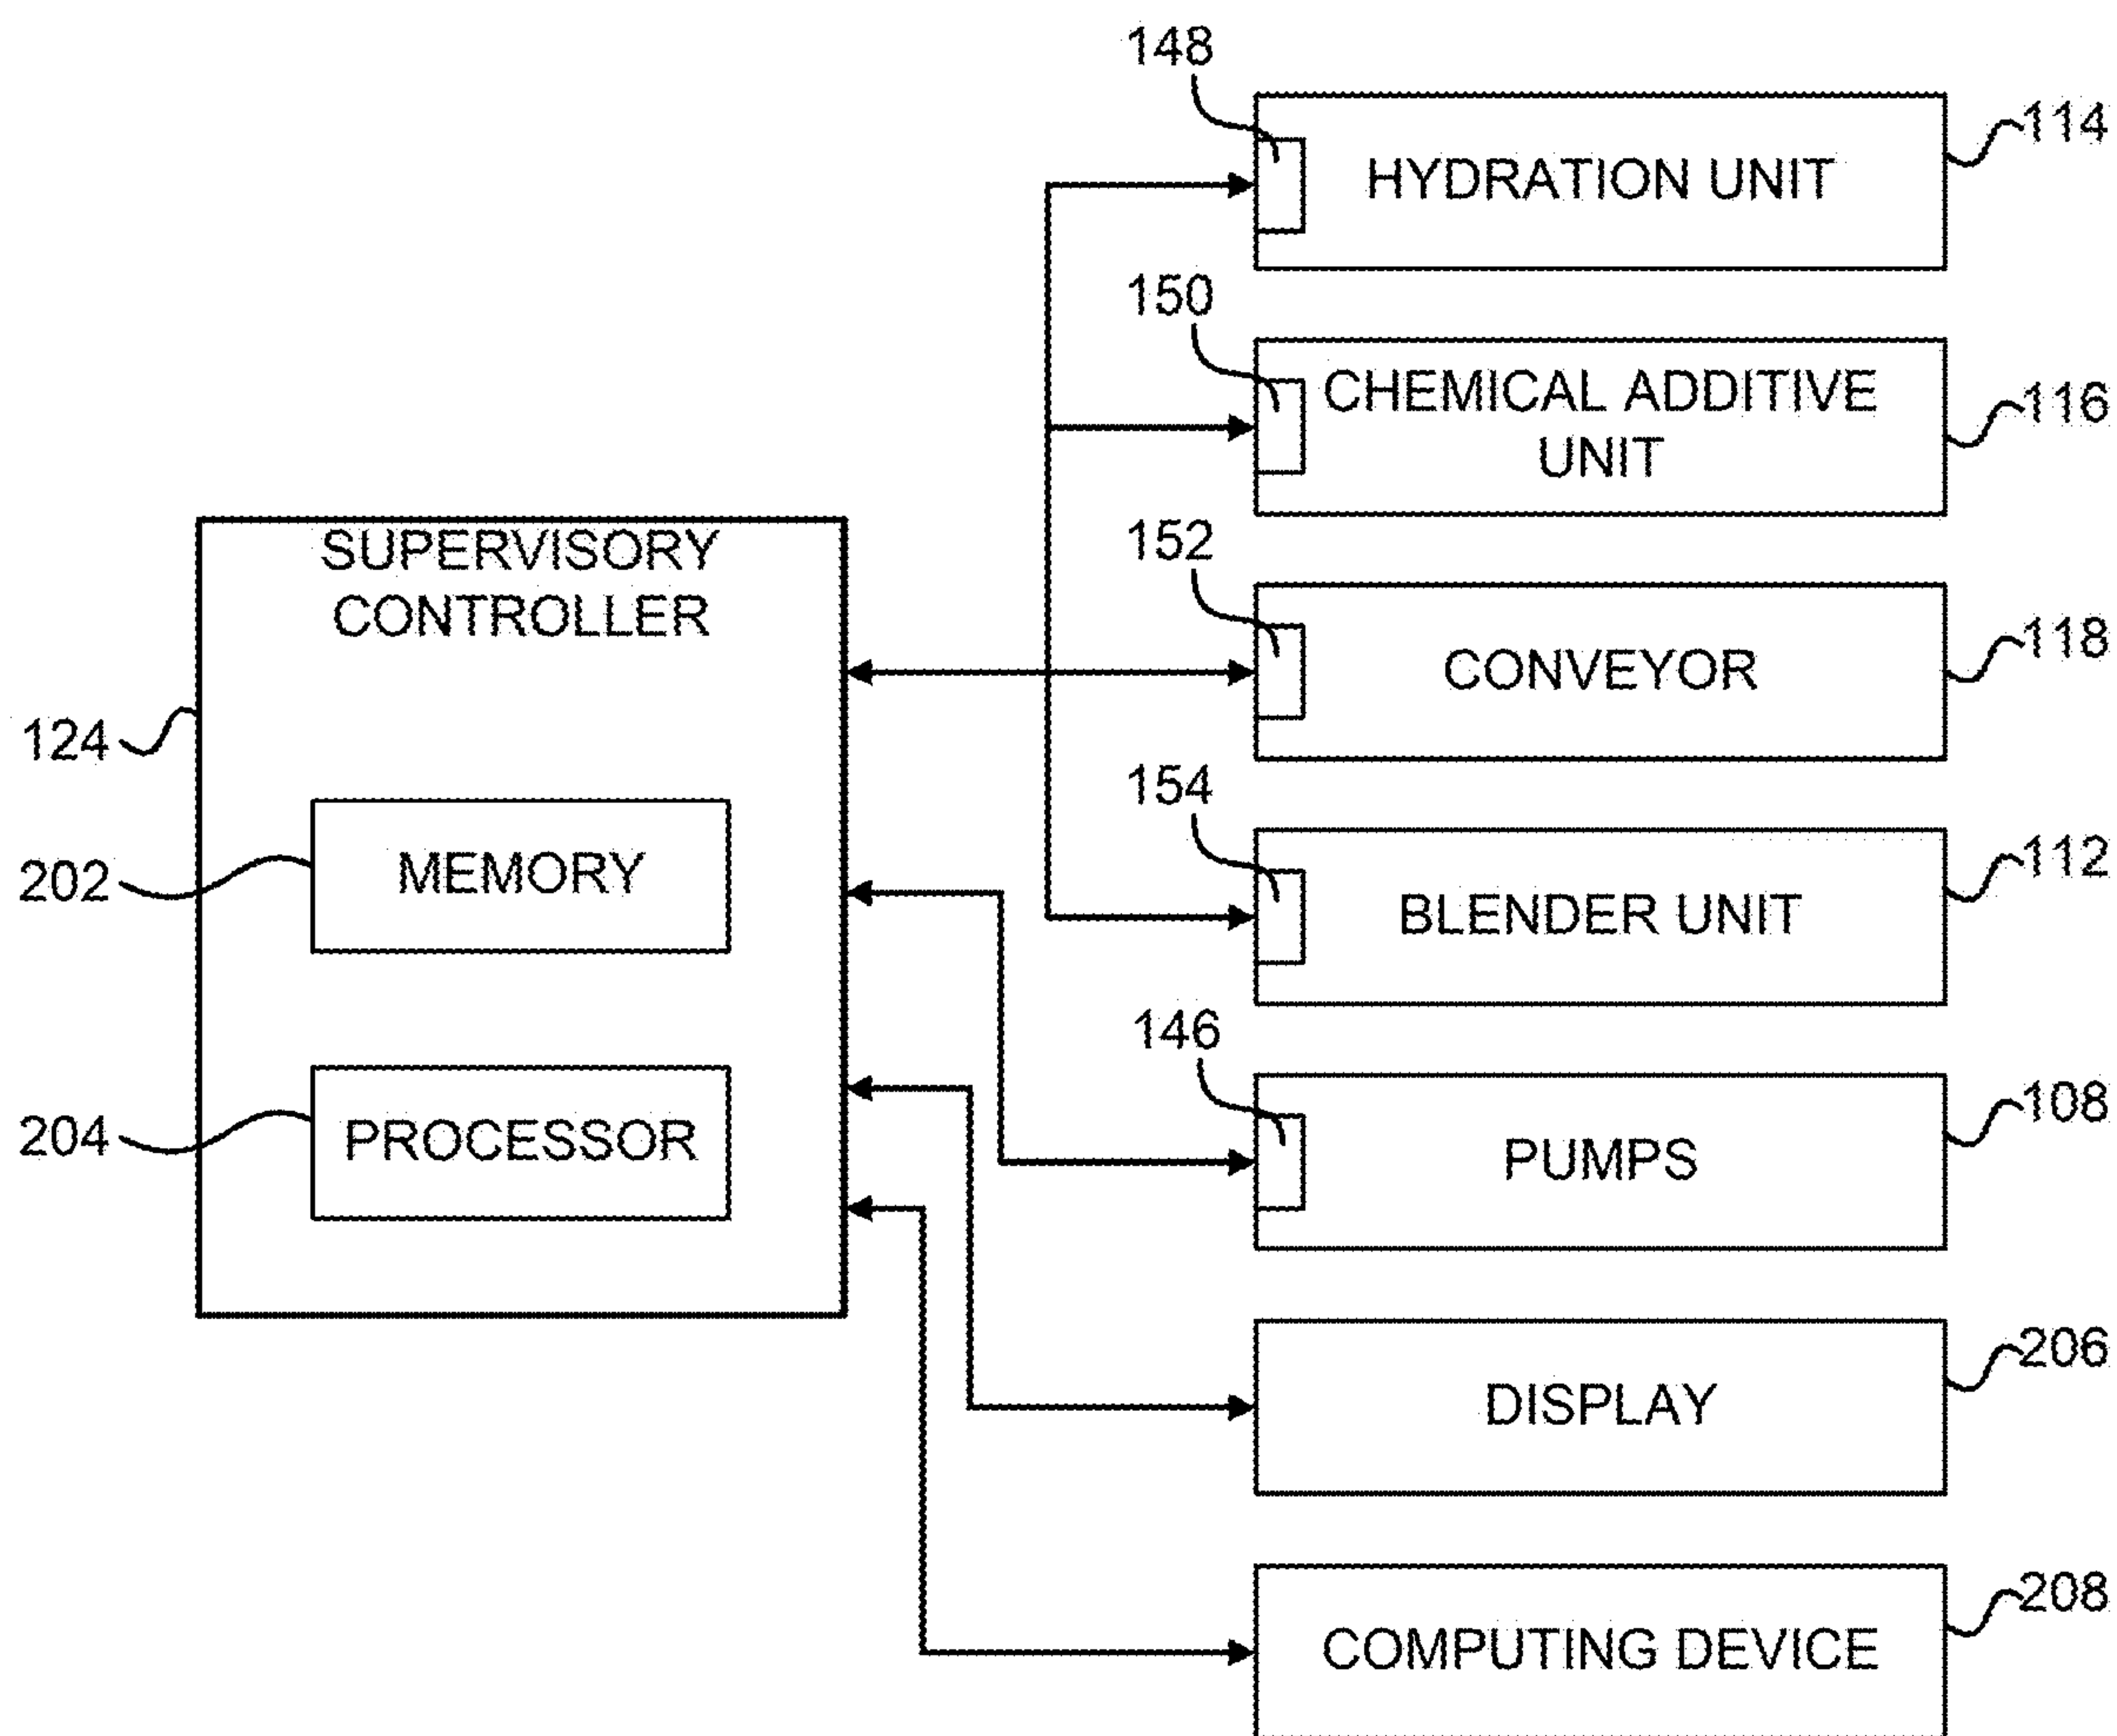 148
HYDRATION UNIT
114
150
CHEMICAL ADDITIVE
UNIT
116
SUPERVISORY
CONTROLLER
124
152
CONVEYOR
118
MEMORY
202
154
BLENDER UNIT
112
PROCESSOR
204
146
PUMPS
108
DISPLAY
206
COMPUTING DEVICE
208